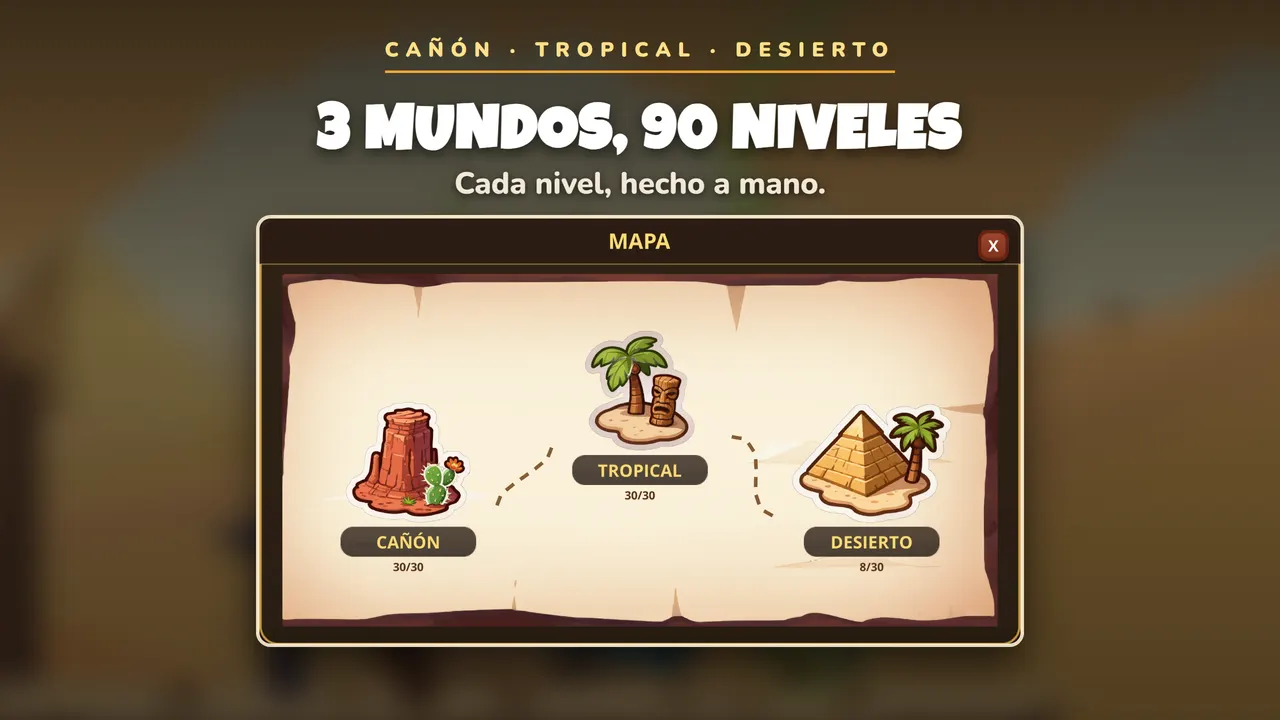 CAÑÓN · TROPICAL · DESIERTO
3 MUNDOS, 90 NIVELES
Cada nivel, hecho a mano.
MAPA
X
TROPICAL
30/30
CAÑÓN
30/30
DESIERTO
8/30